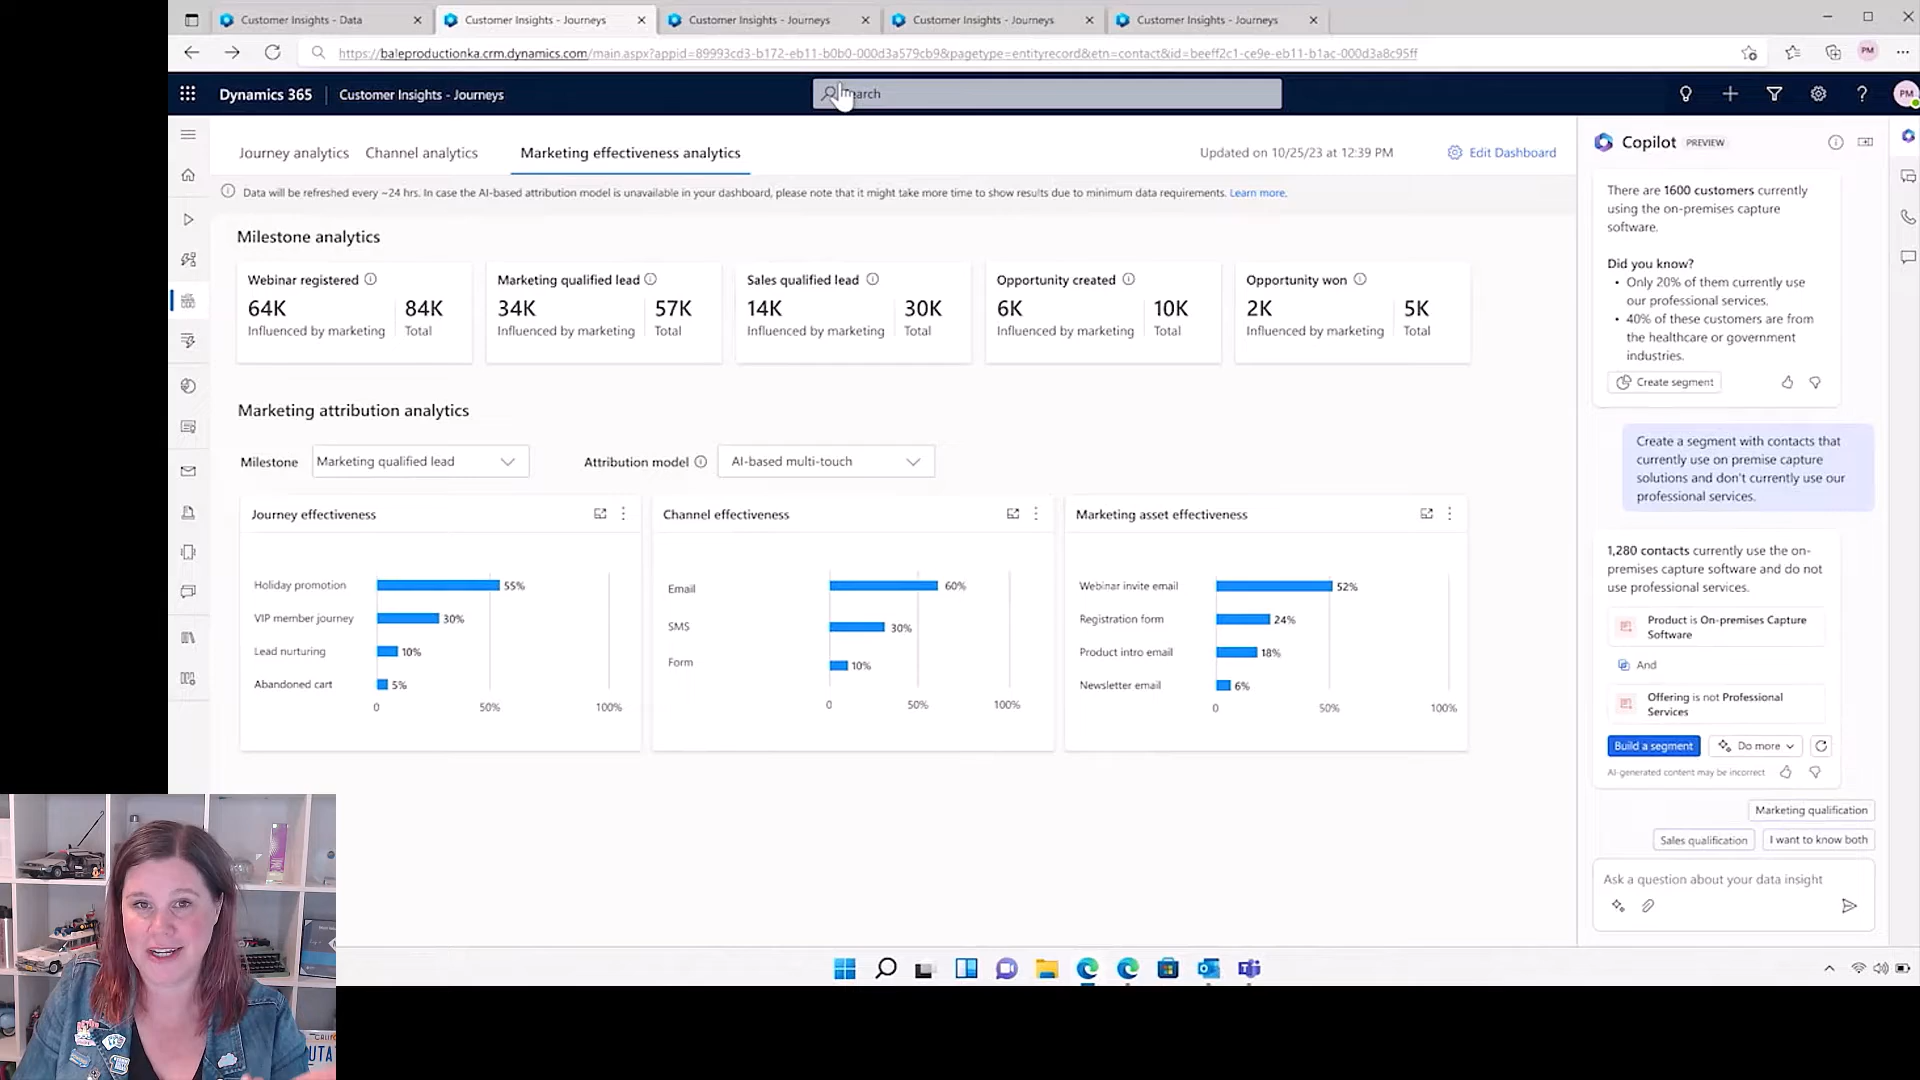 Customer Insights - Data
Customer Insights - Journeys
Customer Insights - Journeys
Customer Insights - Journeys
Customer Insights - Journeys
https://baleproductionka.crm.dynamics.com/main.aspx?appid=89993cd3-b172-eb11-b0b0-000d3a579cb9&pagetype=entityrecord&etn=contact&id=beeff2c1-ce9e-eb11-b1ac-000d3a8c95ff
PM
Dynamics 365
Customer Insights - Journeys
PM
Journey analytics
Channel analytics
Marketing effectiveness analytics
Updated on 10/25/23 at 12:39 PM
Edit Dashboard
Data will be refreshed every ~24 hrs. In case the AI-based attribution model is unavailable in your dashboard, please note that it might take more time to show results due to minimum data requirements. Learn more.
Milestone analytics
Webinar registered
64K
Influenced by marketing
84K
Total
Marketing qualified lead
34K
Influenced by marketing
57K
Total
Sales qualified lead
14K
Influenced by marketing
30K
Total
Opportunity created
6K
Influenced by marketing
10K
Total
Opportunity won
2K
Influenced by marketing
5K
Total
Marketing attribution analytics
Milestone
Marketing qualified lead
Attribution model
AI-based multi-touch
Journey effectiveness
Holiday promotion 55%
VIP member journey 30%
Lead nurturing 10%
Abandoned cart 5%
0 50% 100%
Channel effectiveness
Email 60%
SMS 30%
Form 10%
0 50% 100%
Marketing asset effectiveness
Webinar invite email 52%
Registration form 24%
Product intro email 18%
Newsletter email 6%
0 50% 100%
Copilot PREVIEW
There are 1600 customers currently
using the on-premises capture
software.
Did you know?
• Only 20% of them currently use
our professional services.
• 40% of these customers are from
the healthcare or government
industries.
Create segment
Create a segment with contacts that
currently use on premise capture
solutions and don't currently use our
professional services.
1,280 contacts currently use the on-
premises capture software and do not
use professional services.
Product is On-premises Capture
Software
And
Offering is not Professional
Services
Build a segment
Do more
AI-generated content may be incorrect
Marketing qualification
Sales qualification
I want to know both
Ask a question about your data insight